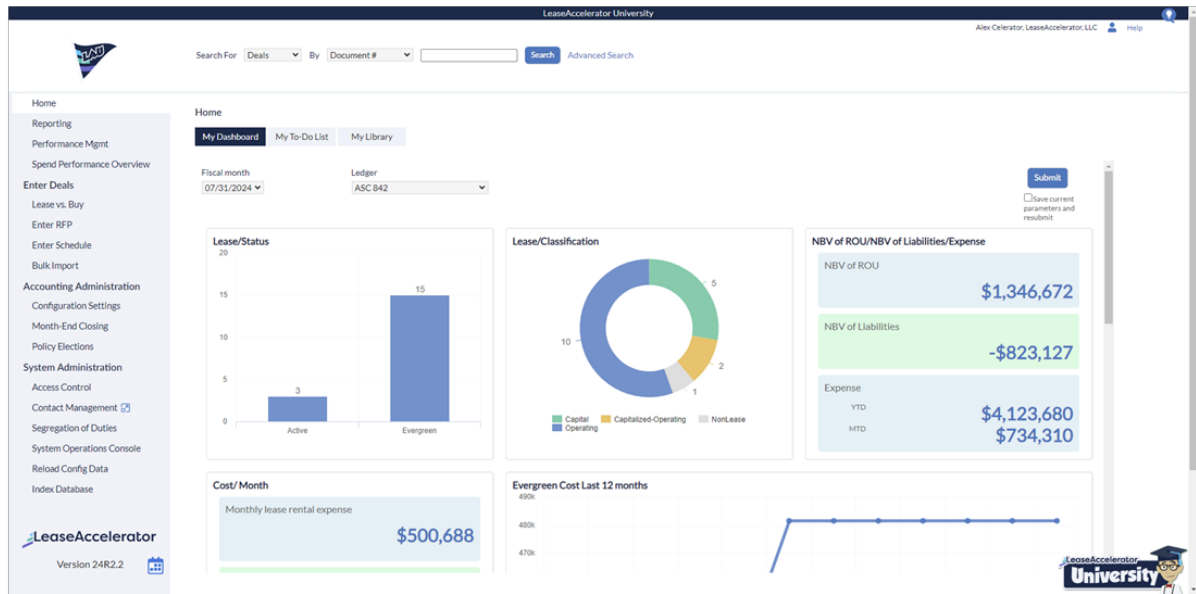 LeaseAccelerator University
Alex Celerator, LeaseAccelerator, LLC Help
LAU
Search For Deals By Document # Search Advanced Search
Home
Reporting
Performance Mgmt
Spend Performance Overview
Enter Deals
Lease vs. Buy
Enter RFP
Enter Schedule
Bulk Import
Accounting Administration
Configuration Settings
Month-End Closing
Policy Elections
System Administration
Access Control
Contact Management
Segregation of Duties
System Operations Console
Reload Config Data
Index Database
LeaseAccelerator
Version 24R2.2
Home
My Dashboard My To-Do List My Library
Fiscal month Ledger
07/31/2024 ASC 842
Submit
Save current
parameters and
resubmit
Lease/Status
20
15
10
5
0
3
15
Active Evergreen
Lease/Classification
5
2
1
10
Capital Capitalized-Operating NonLease
Operating
NBV of ROU/NBV of Liabilities/Expense
NBV of ROU
$1,346,672
NBV of Liabilities
-$823,127
Expense
YTD $4,123,680
MTD $734,310
Cost/ Month
Monthly lease rental expense
$500,688
Evergreen Cost Last 12 months
490k
480k
470k
LeaseAccelerator
University